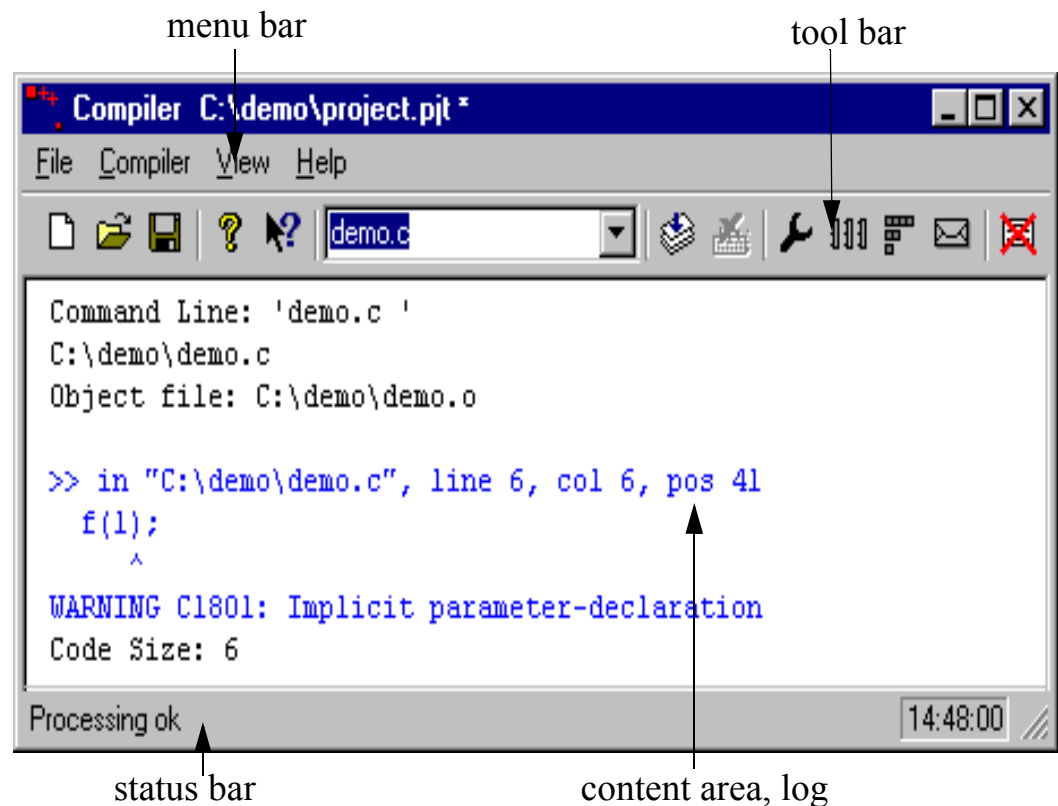 menu bar
tool bar
Compiler C:\demo\project.pjt *
File Compiler View Help
demo.c
Command Line: 'demo.c '
C:\demo\demo.c
Object file: C:\demo\demo.o
>> in "C:\demo\demo.c", line 6, col 6, pos 41
f(1);
^
WARNING C1801: Implicit parameter-declaration
Code Size: 6
Processing ok
14:48:00
status bar
content area, log